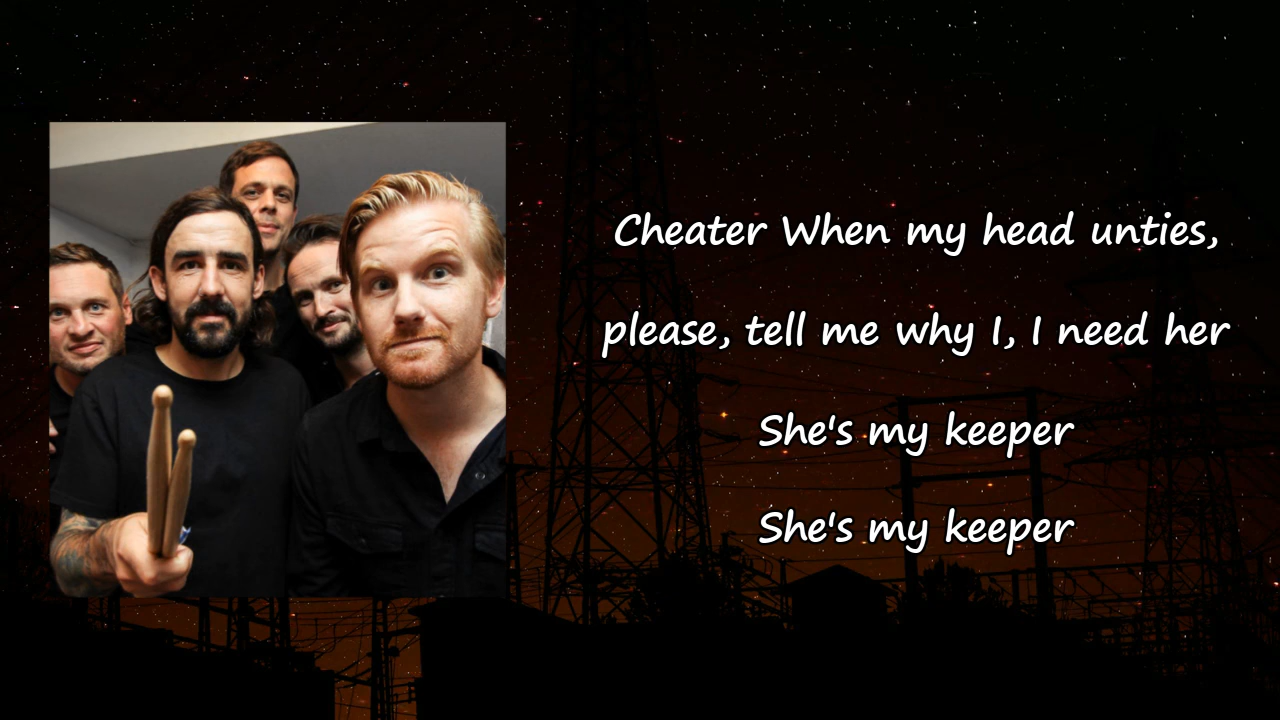 Cheater When my head unties,
please, tell me why I, I need her
She's my keeper
She's my keeper